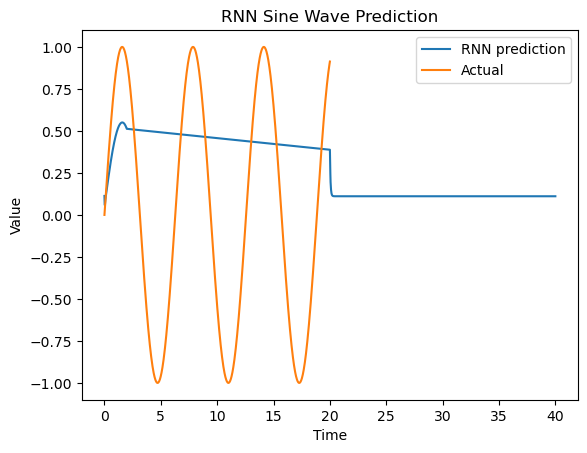 RNN Sine Wave Prediction
RNN prediction
Actual
1.00
0.75
0.50
0.25
0.00
−0.25
−0.50
−0.75
−1.00
Value
0 5 10 15 20 25 30 35 40
Time